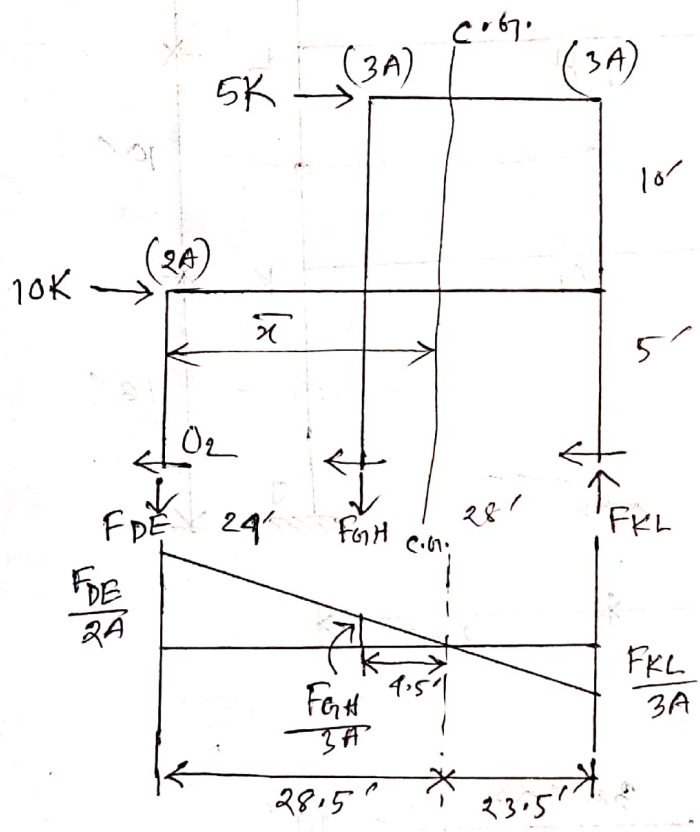 C.G.
(3A) (3A)
5K
10′
(2A)
10K
x̄
5′
O2
FDE 24′ FGH C.G. 28′ FKL
FDE/2A
4.5′
FGH/3A
FKL/3A
28.5′ 23.5′